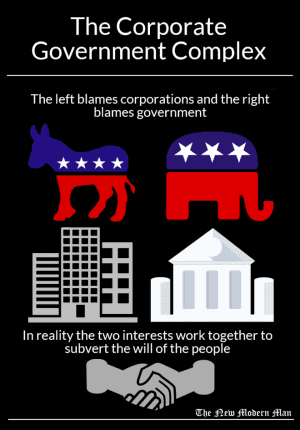 The Corporate
Government Complex
The left blames corporations and the right
blames government
In reality the two interests work together to
subvert the will of the people
The New Modern Man